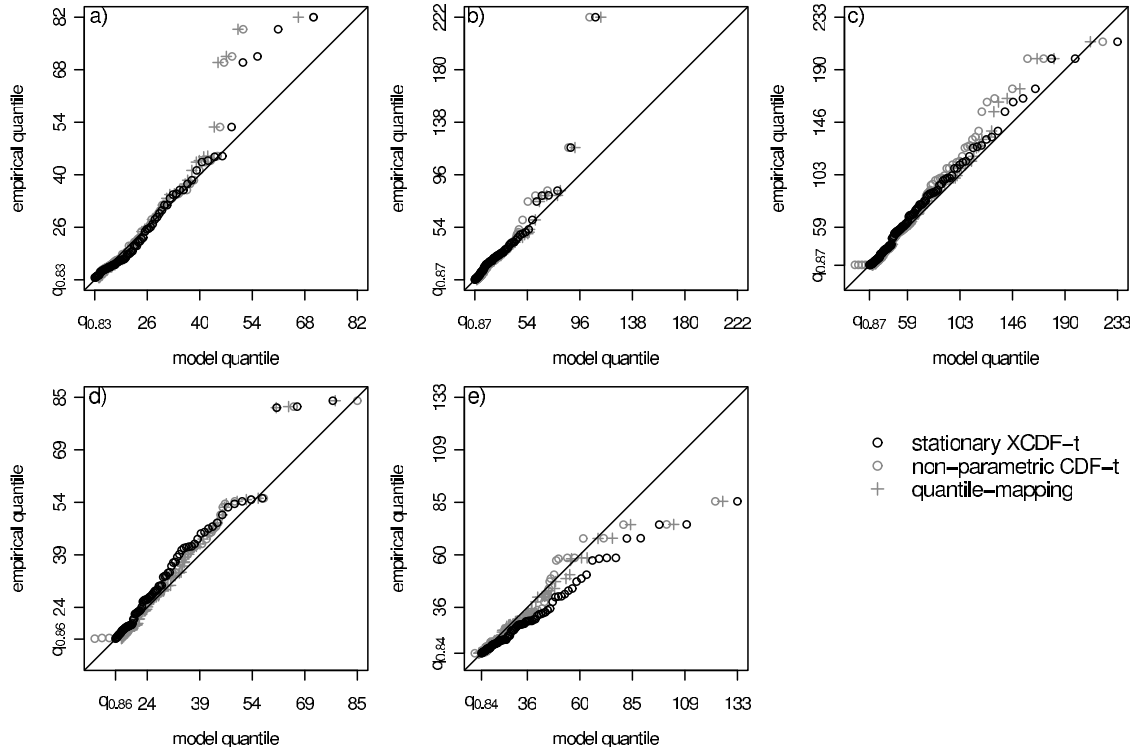 a)
82
68
54
40
26
q0.83
empirical quantile
q0.83 26 40 54 68 82
model quantile
b)
222
180
138
96
54
q0.87
empirical quantile
q0.87 54 96 138 180 222
model quantile
c)
233
190
146
103
59
q0.87
empirical quantile
q0.87 59 103 146 190 233
model quantile
d)
85
69
54
39
24
q0.86
empirical quantile
q0.86 24 39 54 69 85
model quantile
e)
133
109
85
60
36
q0.84
empirical quantile
q0.84 36 60 85 109 133
model quantile
stationary XCDF−t
non−parametric CDF−t
quantile−mapping